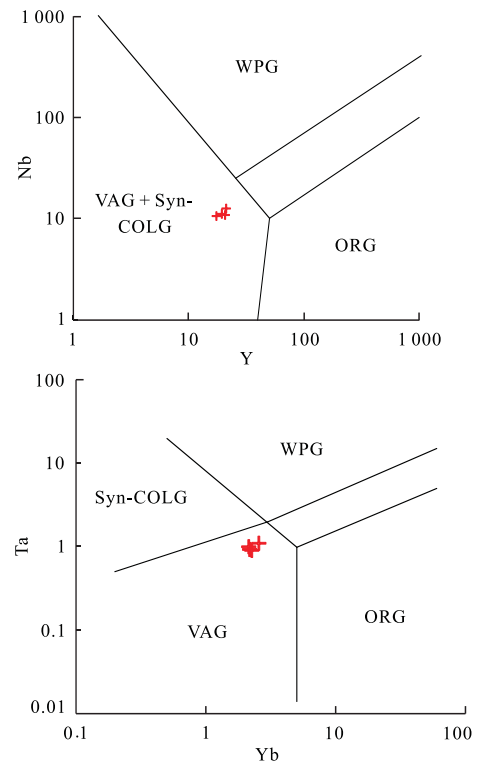 1 000
WPG
100
Nb
VAG + Syn-
COLG
10
ORG
1
1
10
100
1 000
Y
100
WPG
10
Syn-COLG
Ta
1
VAG
ORG
0.1
0.01
0.1
1
10
100
Yb